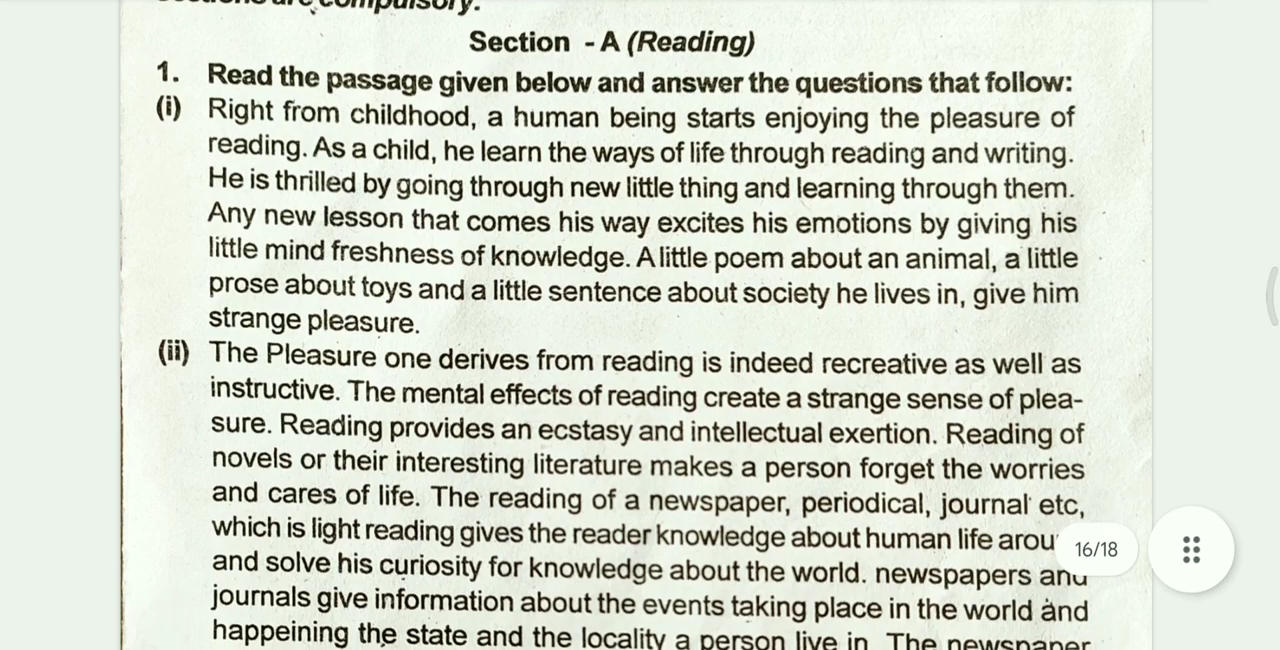 compulsory.
Section - A (Reading)
1. Read the passage given below and answer the questions that follow:
(i) Right from childhood, a human being starts enjoying the pleasure of
reading. As a child, he learn the ways of life through reading and writing.
He is thrilled by going through new little thing and learning through them.
Any new lesson that comes his way excites his emotions by giving his
little mind freshness of knowledge. A little poem about an animal, a little
prose about toys and a little sentence about society he lives in, give him
strange pleasure.
(ii) The Pleasure one derives from reading is indeed recreative as well as
instructive. The mental effects of reading create a strange sense of plea-
sure. Reading provides an ecstasy and intellectual exertion. Reading of
novels or their interesting literature makes a person forget the worries
and cares of life. The reading of a newspaper, periodical, journal etc,
which is light reading gives the reader knowledge about human life arou
16/18
and solve his curiosity for knowledge about the world. newspapers and
journals give information about the events taking place in the world and
happeining the state and the locality a person live in. The newspaper